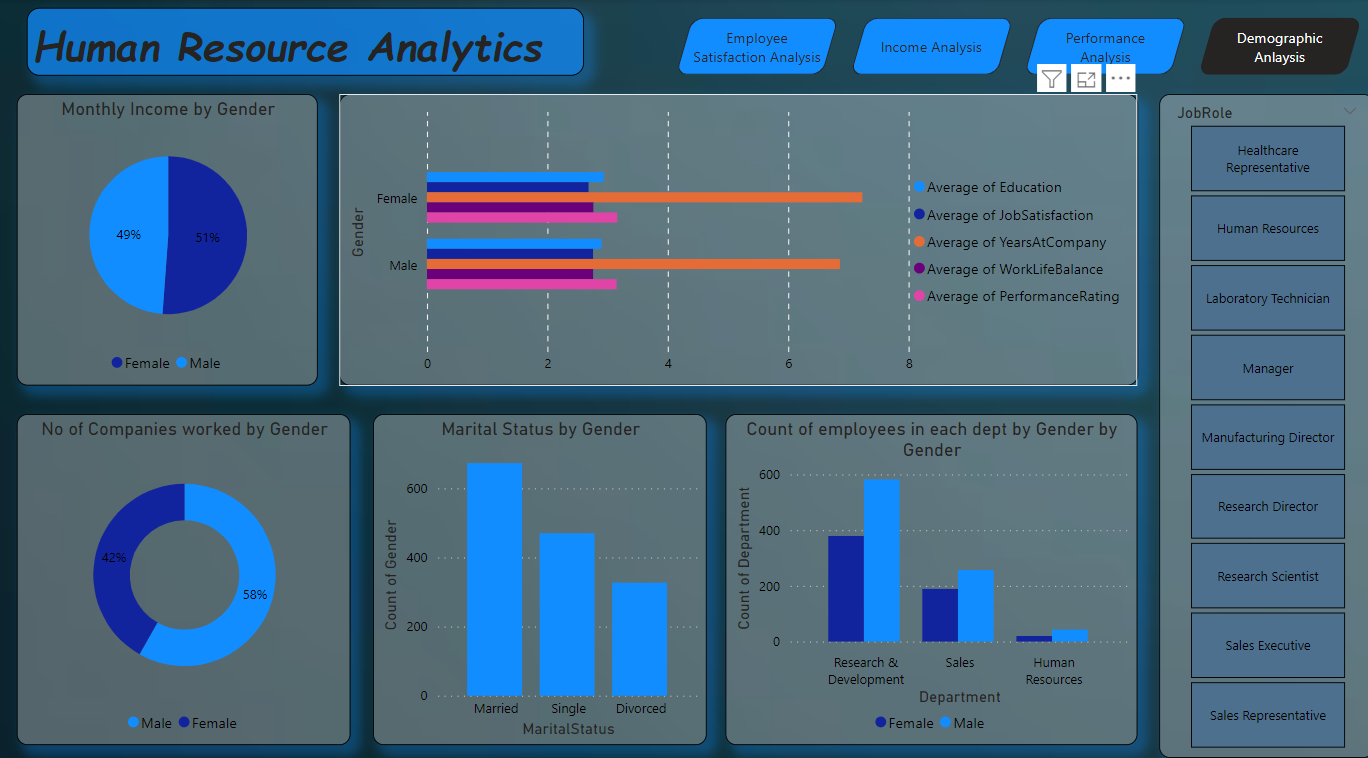 Human Resource Analytics
Employee
Satisfaction Analysis
Income Analysis
Performance
Analysis
Demographic
Anlaysis
Monthly Income by Gender
49%
51%
Female
Male
Gender
Female
Male
0
2
4
6
8
Average of Education
Average of JobSatisfaction
Average of YearsAtCompany
Average of WorkLifeBalance
Average of PerformanceRating
JobRole
Healthcare
Representative
Human Resources
Laboratory Technician
Manager
Manufacturing Director
Research Director
Research Scientist
Sales Executive
Sales Representative
No of Companies worked by Gender
42%
58%
Male
Female
Marital Status by Gender
Count of Gender
600
400
200
0
Married
Single
Divorced
MaritalStatus
Count of employees in each dept by Gender by
Gender
Count of Department
600
400
200
0
Research &
Development
Sales
Human
Resources
Department
Female
Male